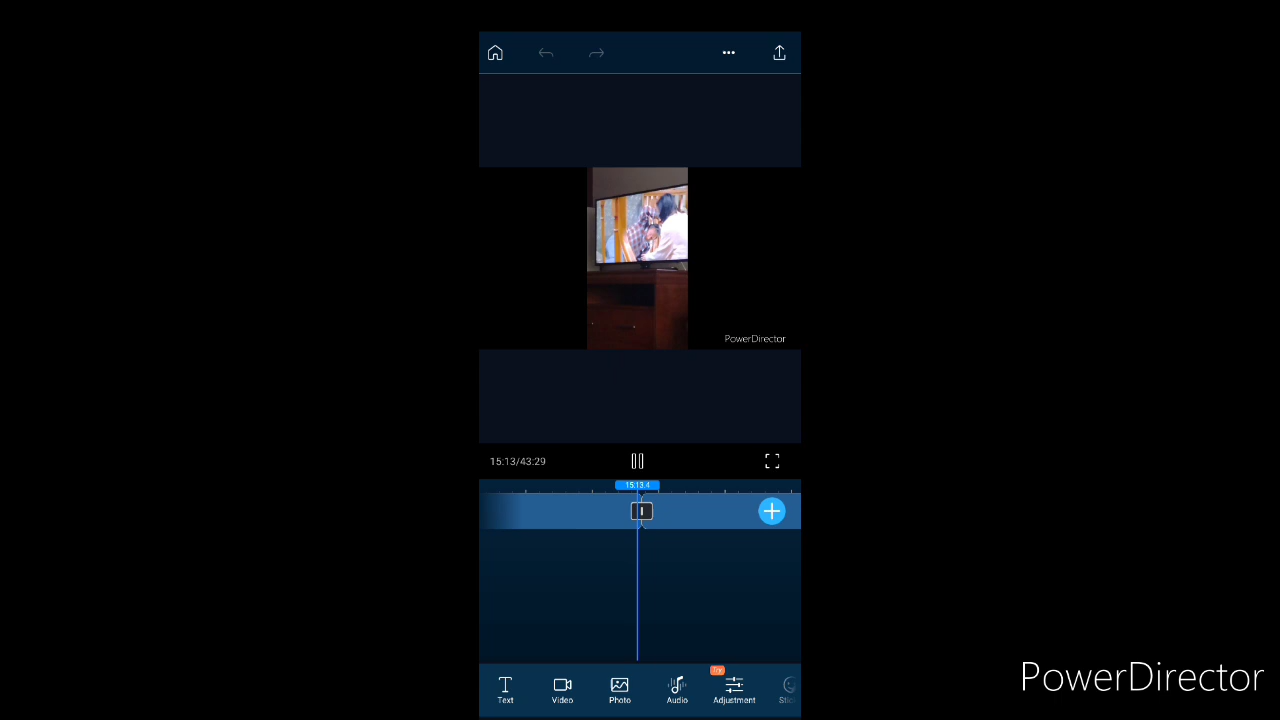 PowerDirector
15:13/43:29
15:13.4
Try
Text
Video
Photo
Audio
Adjustment
PowerDirector